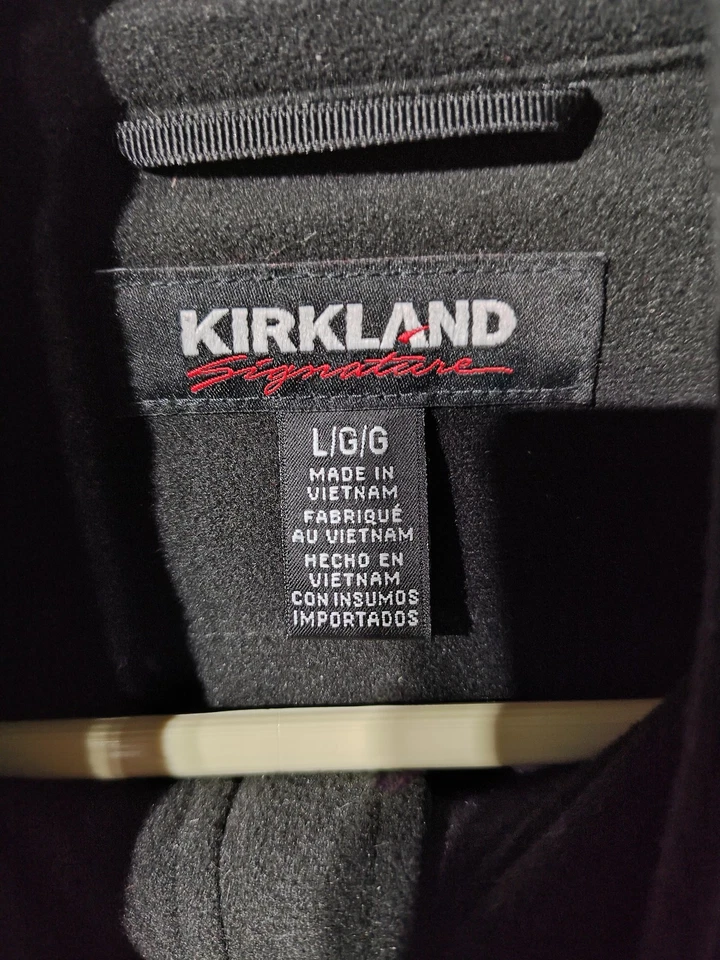 KIRKLAND
Signature
L/G/G
MADE IN
VIETNAM
FABRIQUÉ
AU VIETNAM
HECHO EN
VIETNAM
CON INSUMOS
IMPORTADOS